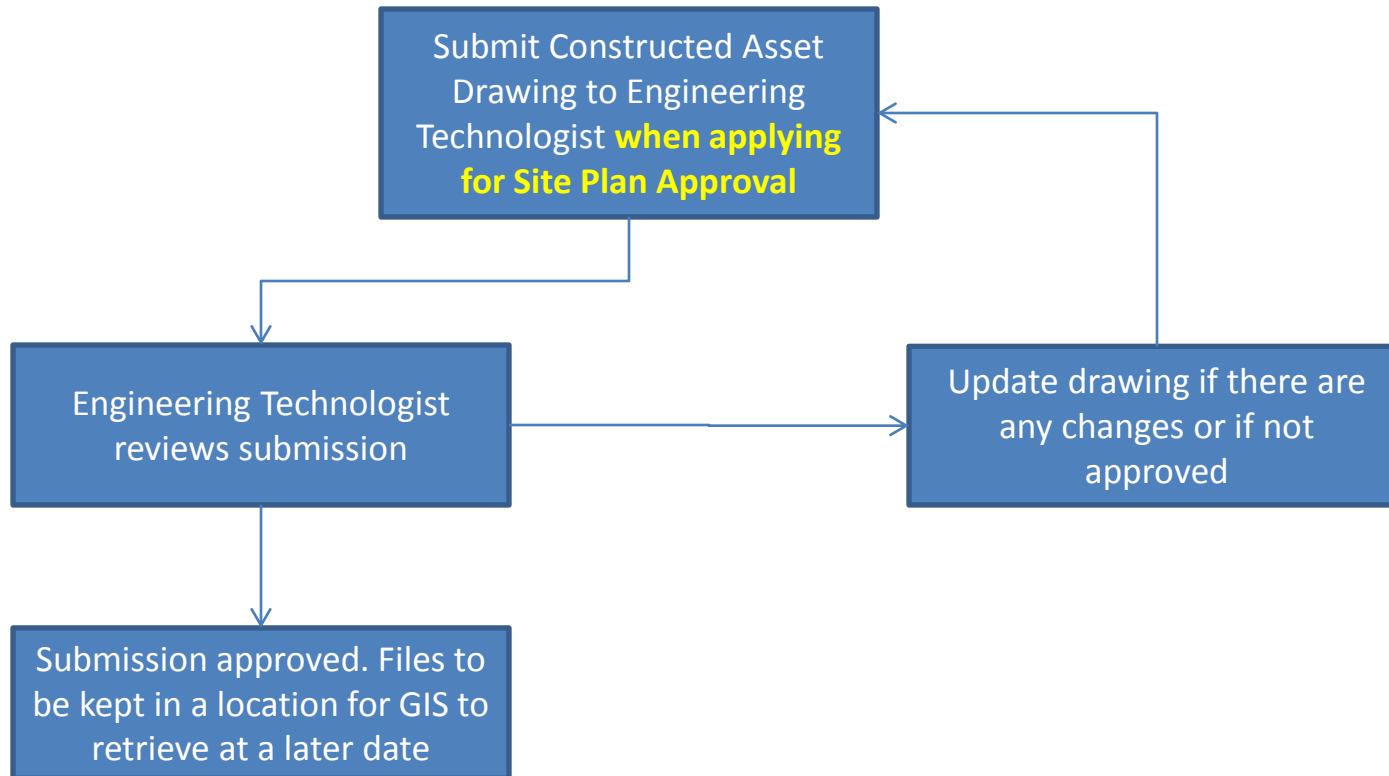 Submit Constructed Asset
Drawing to Engineering
Technologist when applying
for Site Plan Approval
Engineering Technologist
reviews submission
Update drawing if there are
any changes or if not
approved
Submission approved. Files to
be kept in a location for GIS to
retrieve at a later date